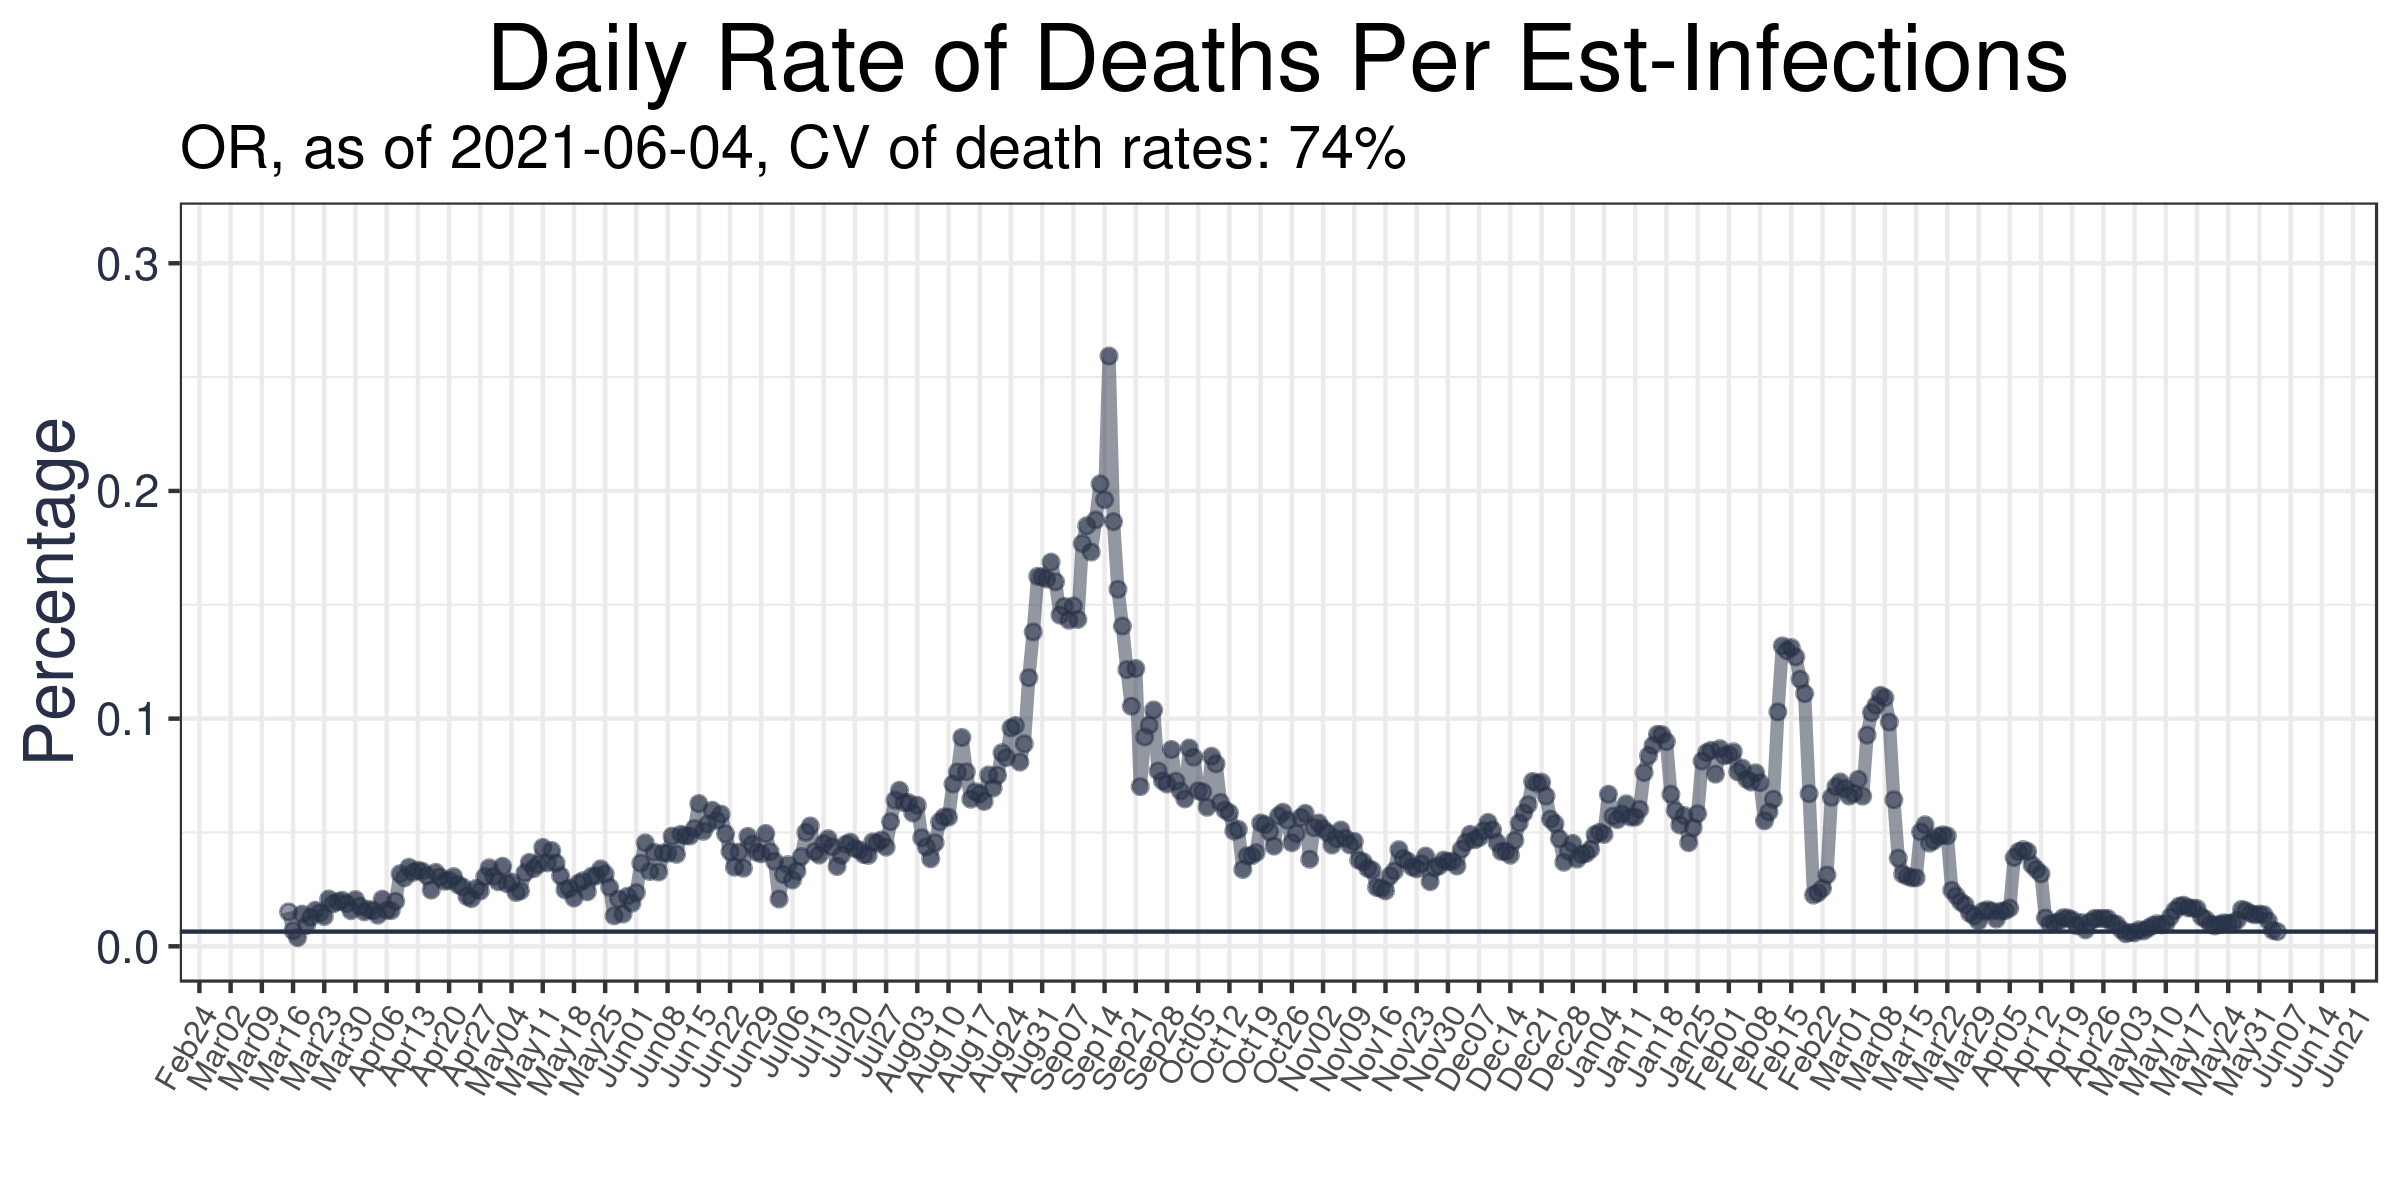 Daily Rate of Deaths Per Est-Infections
OR, as of 2021-06-04, CV of death rates: 74%
Percentage
0.3
0.2
0.1
0.0
Feb24
Mar02
Mar09
Mar16
Mar23
Mar30
Apr06
Apr13
Apr20
Apr27
May04
May11
May18
May25
Jun01
Jun08
Jun15
Jun22
Jun29
Jul06
Jul13
Jul20
Jul27
Aug03
Aug10
Aug17
Aug24
Aug31
Sep07
Sep14
Sep21
Sep28
Oct05
Oct12
Oct19
Oct26
Nov02
Nov09
Nov16
Nov23
Nov30
Dec07
Dec14
Dec21
Dec28
Jan04
Jan11
Jan18
Jan25
Feb01
Feb08
Feb15
Feb22
Mar01
Mar08
Mar15
Mar22
Mar29
Apr05
Apr12
Apr19
Apr26
May03
May10
May17
May24
May31
Jun07
Jun14
Jun21